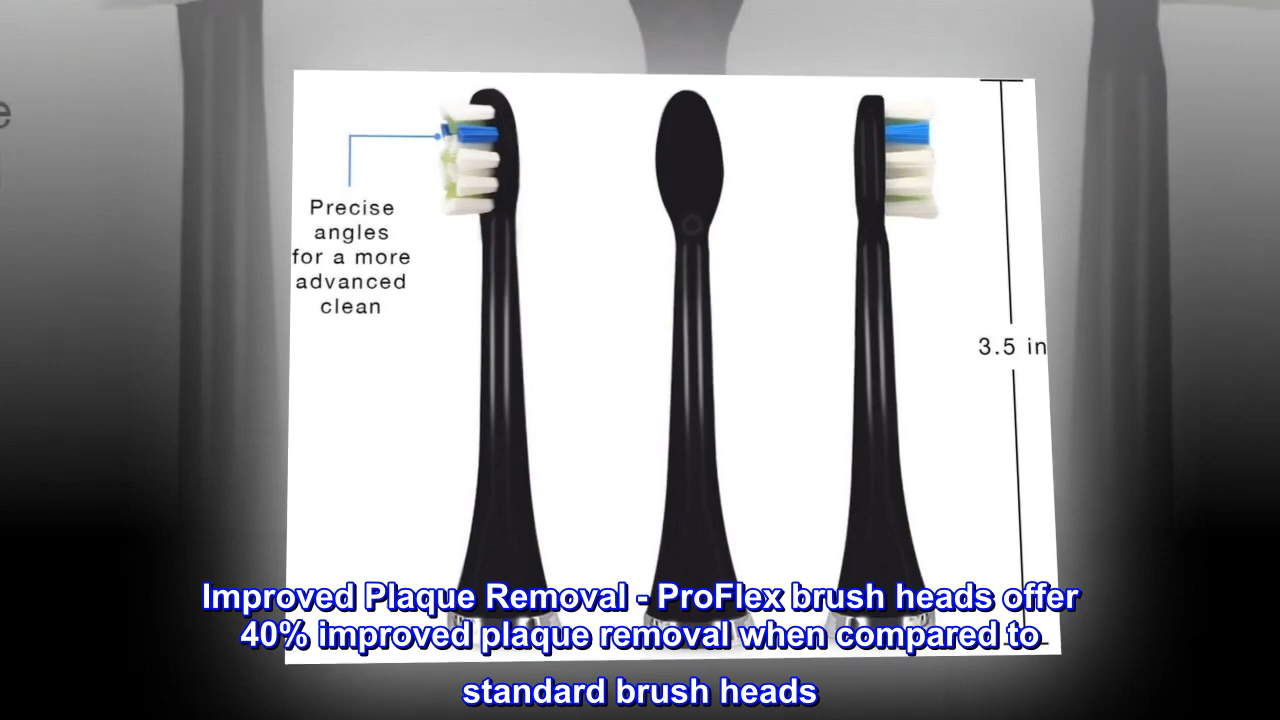 e
Precise
angles
for a more
advanced
clean
3.5 in
Improved Plaque Removal - ProFlex brush heads offer
40% improved plaque removal when compared to
standard brush heads